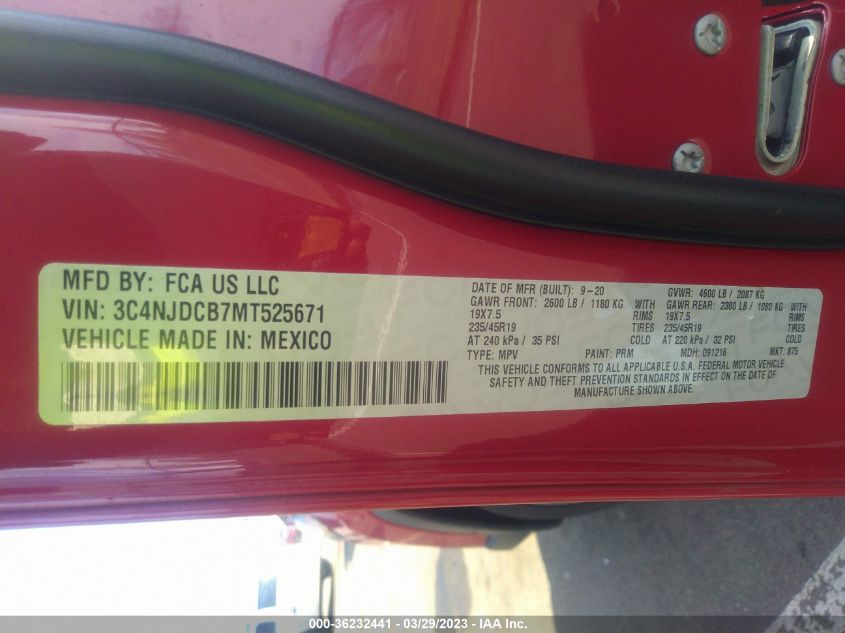 MFD BY: FCA US LLC
VIN: 3C4NJDCB7MT525671
VEHICLE MADE IN: MEXICO
DATE OF MFR (BUILT): 9-20 GVWR: 4600 LB / 2087 KG
GAWR FRONT: 2600 LB / 1180 KG GAWR REAR: 2380 LB / 1080 KG
19X7.5 RIMS 19X7.5 RIMS
235/45R19 TIRES 235/45R19 TIRES
AT 240 kPa / 35 PSI COLD AT 220 kPa / 32 PSI COLD
TYPE: MPV PAINT: PRM MDH: 091216 MKT: 875
THIS VEHICLE CONFORMS TO ALL APPLICABLE U.S.A. FEDERAL MOTOR VEHICLE
SAFETY AND THEFT PREVENTION STANDARDS IN EFFECT ON THE DATE OF
MANUFACTURE SHOWN ABOVE.
000-36232441 - 03/29/2023 - IAA Inc.